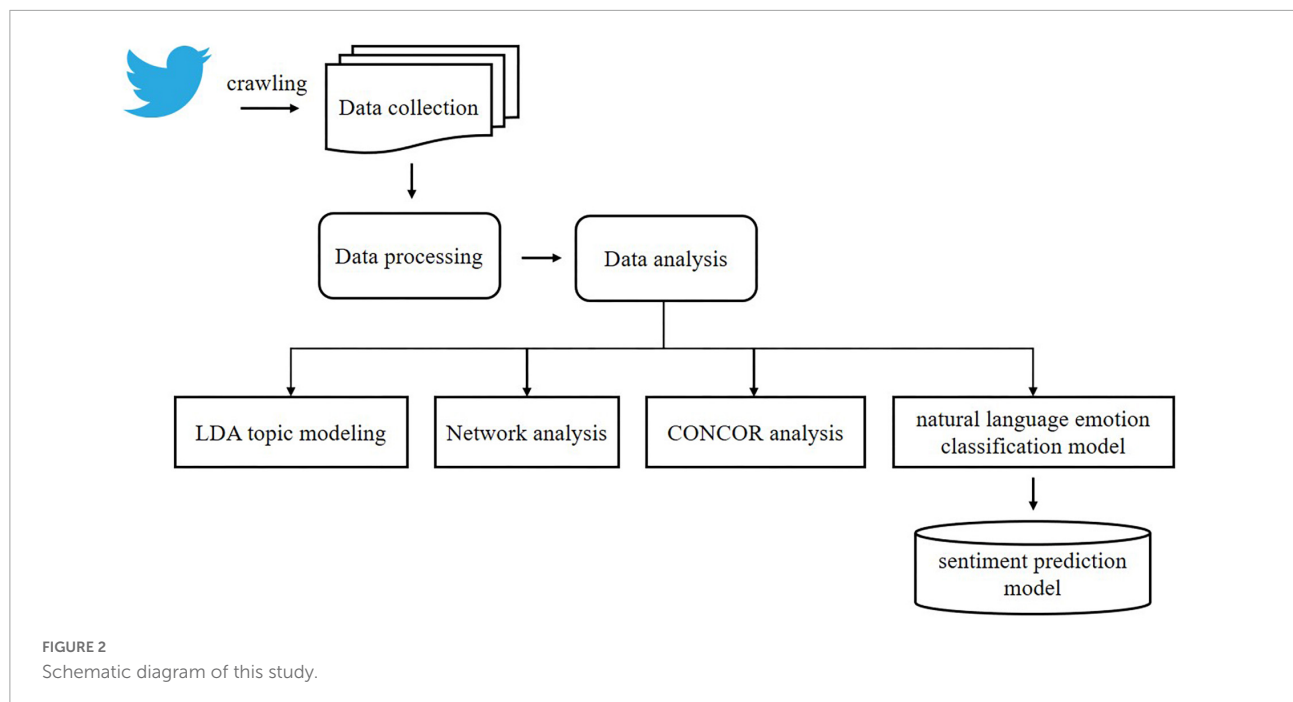 crawling
Data collection
Data processing
Data analysis
LDA topic modeling
Network analysis
CONCOR analysis
natural language emotion
classification model
sentiment prediction
model
FIGURE 2
Schematic diagram of this study.